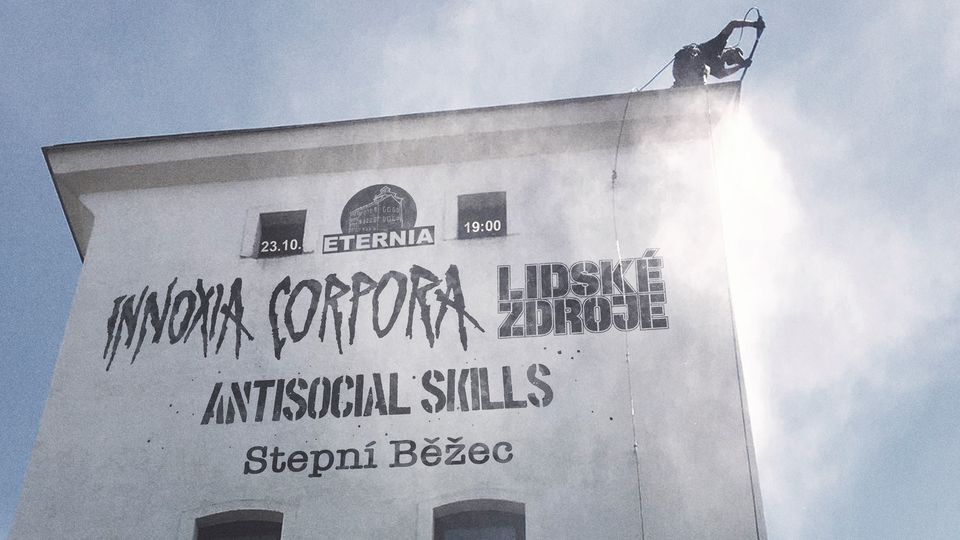 23.10.
ETERNIA
19:00
INNOXIA CORPORA
LIDSKÉ
ZDROJE
ANTISOCIAL SKILLS
Stepní Běžec